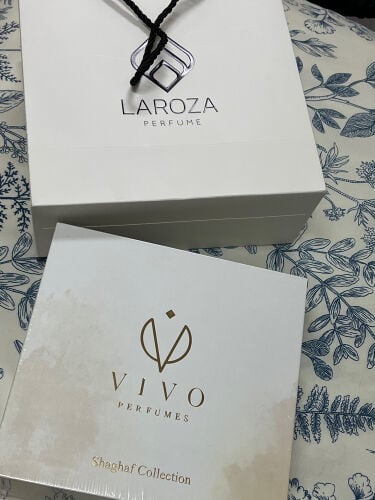 LAROZA
PERFUME
VIVO
PERFUMES
Shaghaf Collection